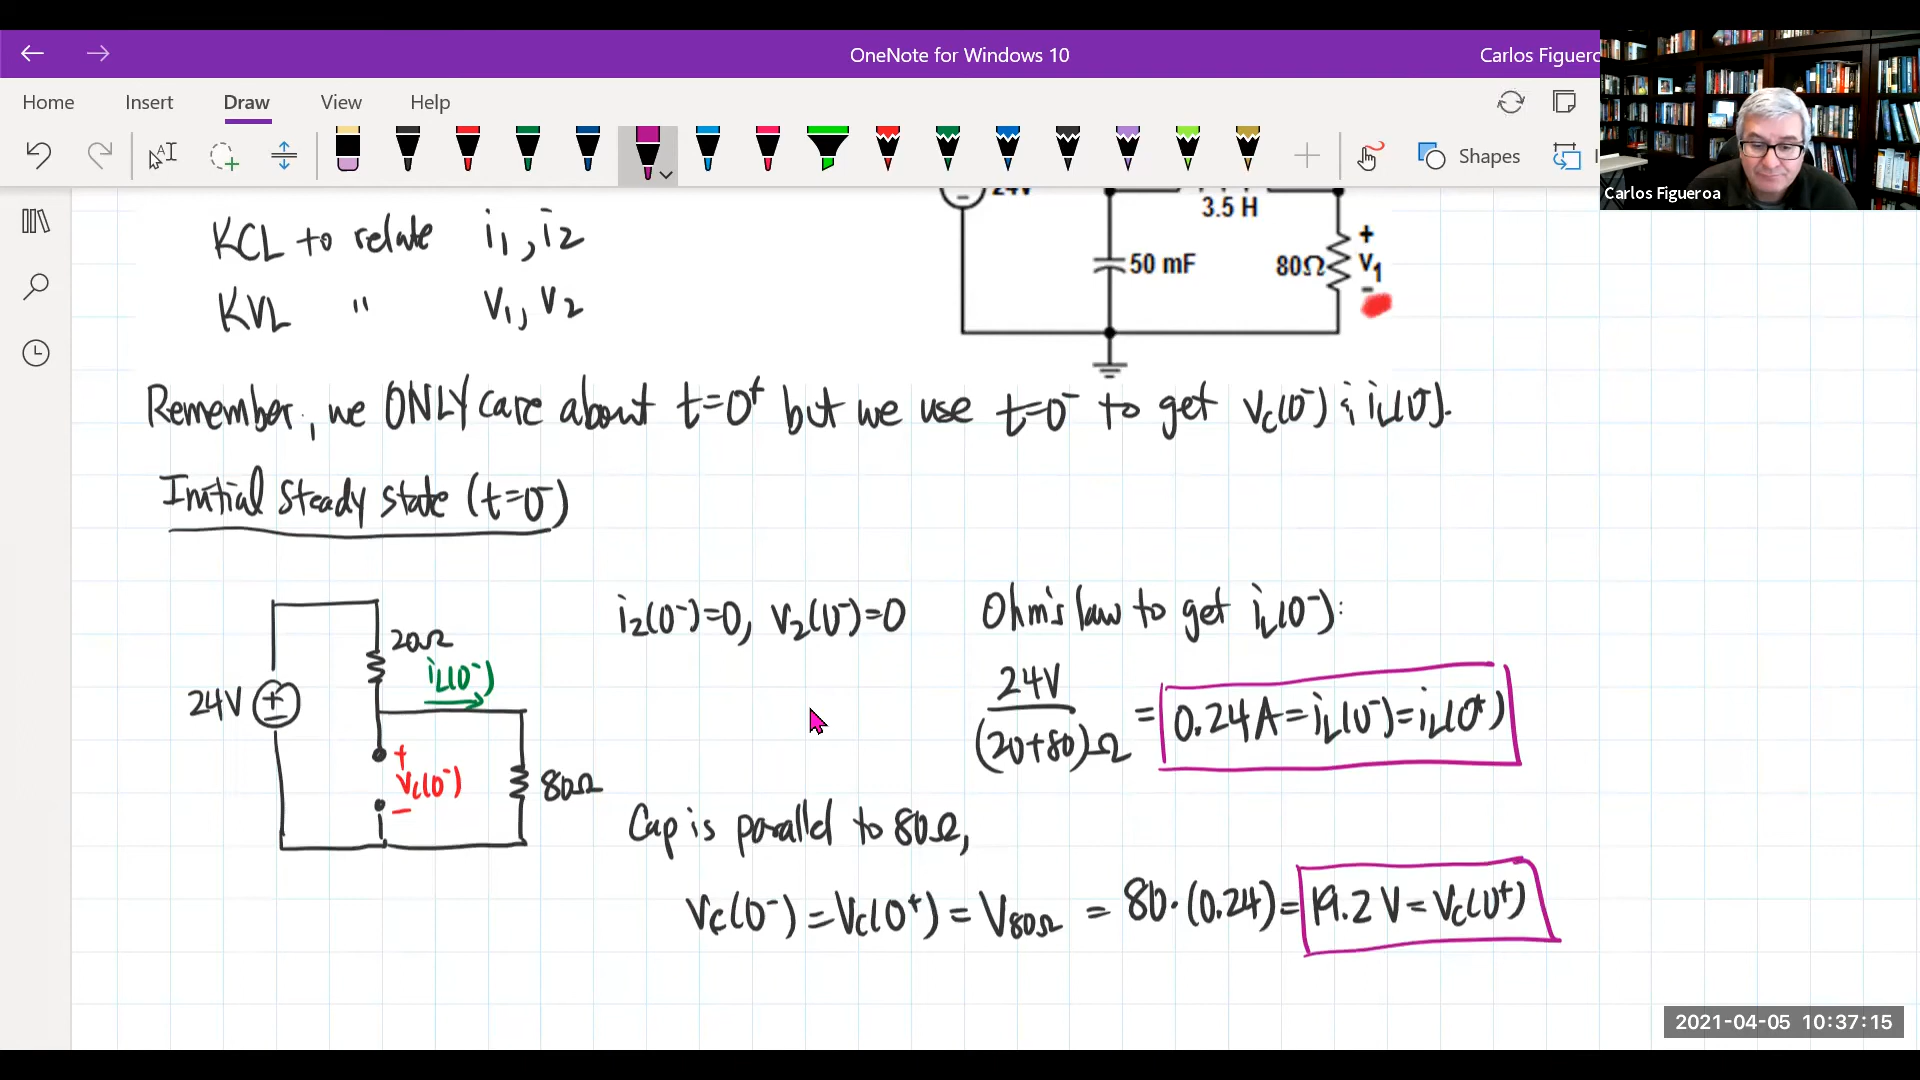 OneNote for Windows 10
Carlos Figuero
Home Insert Draw View Help
Shapes
Carlos Figueroa
24V
3.5 H
50 mF
80Ω
+
V1
-
KCL to relate i1, i2
KVL " V1, V2
Remember, we ONLY care about t=0⁺ but we use t=0⁻ to get Vc(0⁻) & iL(0⁻).
Initial steady state (t=0⁻)
24V
20Ω
iL(0⁻)
+
Vc(0⁻)
-
80Ω
i2(0⁻)=0, V2(0⁻)=0
Ohm's law to get iL(0⁻):
24V
(20+80)Ω
= 0.24A=iL(0⁻)=iL(0⁺)
Cap is parallel to 80Ω,
Vc(0⁻)=Vc(0⁺)=V80Ω = 80·(0.24)= 19.2 V=Vc(0⁺)
2021-04-05 10:37:15